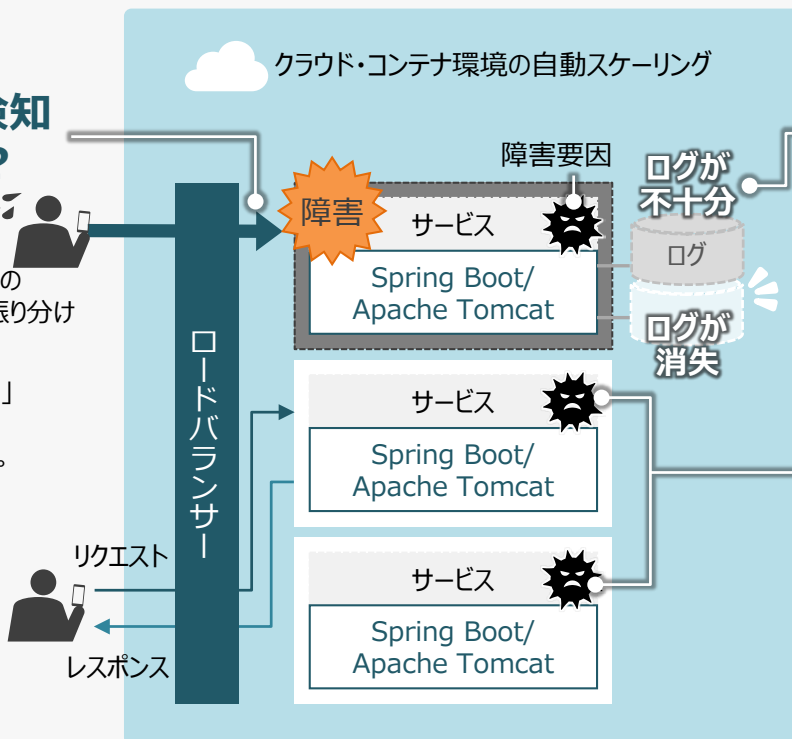 クラウド・コンテナ環境の自動スケーリング
検知
?
障害要因
ログが
不十分
障害
サービス
ログ
Spring Boot/
Apache Tomcat
の
振り分け
ログが
消失
ロードバランサー
」
サービス
Spring Boot/
Apache Tomcat
。
リクエスト
サービス
Spring Boot/
Apache Tomcat
レスポンス